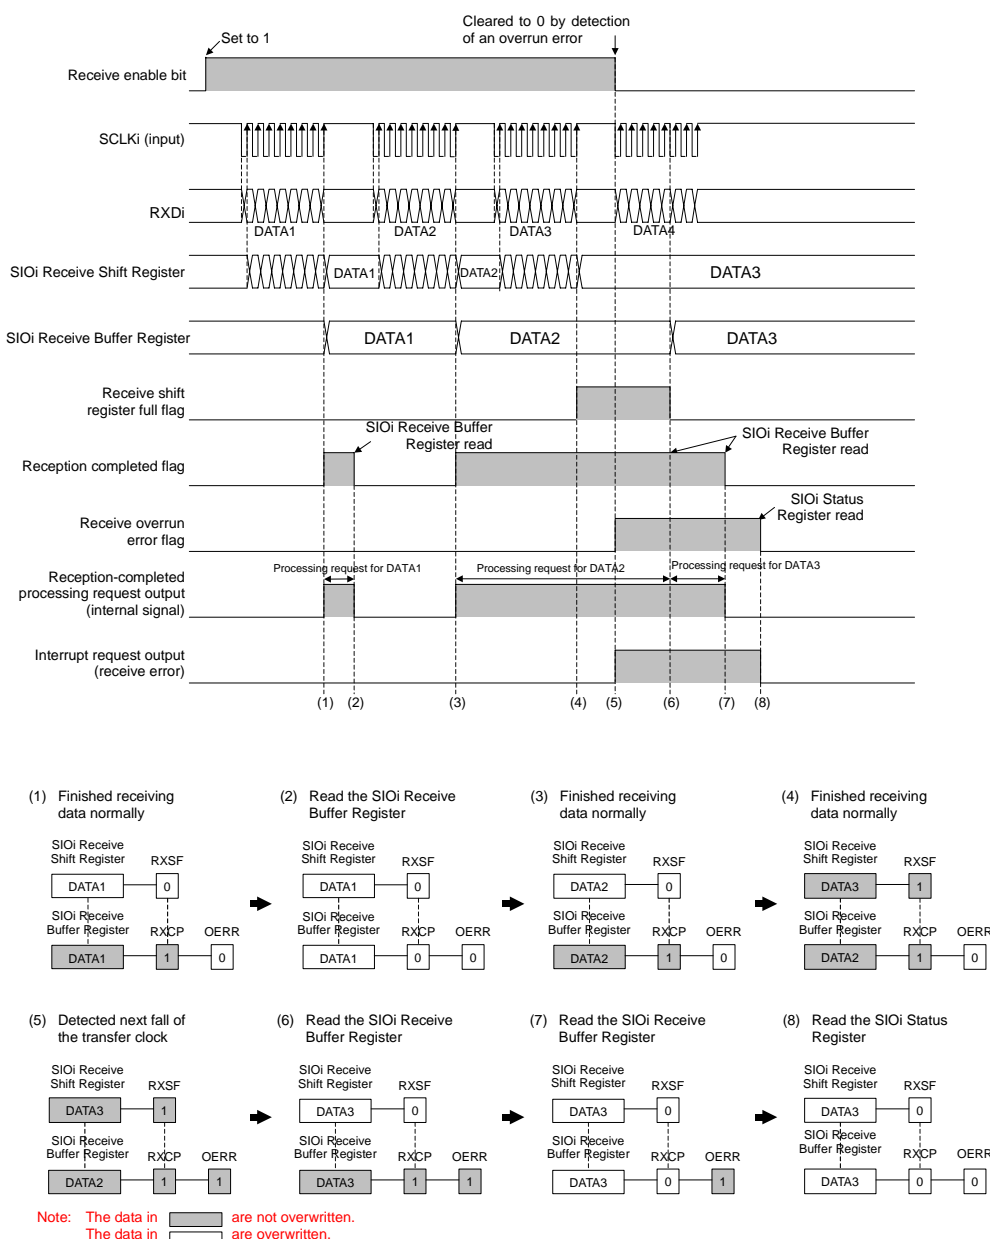 Cleared to 0 by detection
of an overrun error
Set to 1
Receive enable bit
SCLKi (input)
RXDi
DATA1 DATA2 DATA3 DATA4
SIOi Receive Shift Register DATA1 DATA2 DATA3
SIOi Receive Buffer Register DATA1 DATA2 DATA3
Receive shift
register full flag
SIOi Receive Buffer
Register read
SIOi Receive Buffer
Register read
Reception completed flag
SIOi Status
Register read
Receive overrun
error flag
Processing request for DATA1 Processing request for DATA2 Processing request for DATA3
Reception-completed
processing request output
(internal signal)
Interrupt request output
(receive error)
(1) (2) (3) (4) (5) (6) (7) (8)
(1) Finished receiving
data normally
SIOi Receive
Shift Register RXSF
DATA1 0
SIOi Receive
Buffer Register RXCP OERR
DATA1 1 0
(2) Read the SIOi Receive
Buffer Register
SIOi Receive
Shift Register RXSF
DATA1 0
SIOi Receive
Buffer Register RXCP OERR
DATA1 0 0
(3) Finished receiving
data normally
SIOi Receive
Shift Register RXSF
DATA2 0
SIOi Receive
Buffer Register RXCP OERR
DATA2 1 0
(4) Finished receiving
data normally
SIOi Receive
Shift Register RXSF
DATA3 1
SIOi Receive
Buffer Register RXCP OERR
DATA2 1 0
(5) Detected next fall of
the transfer clock
SIOi Receive
Shift Register RXSF
DATA3 1
SIOi Receive
Buffer Register RXCP OERR
DATA2 1 1
(6) Read the SIOi Receive
Buffer Register
SIOi Receive
Shift Register RXSF
DATA3 0
SIOi Receive
Buffer Register RXCP OERR
DATA3 1 1
(7) Read the SIOi Receive
Buffer Register
SIOi Receive
Shift Register RXSF
DATA3 0
SIOi Receive
Buffer Register RXCP OERR
DATA3 0 1
(8) Read the SIOi Status
Register
SIOi Receive
Shift Register RXSF
DATA3 0
SIOi Receive
Buffer Register RXCP OERR
DATA3 0 0
Note: The data in are not overwritten.
The data in are overwritten.